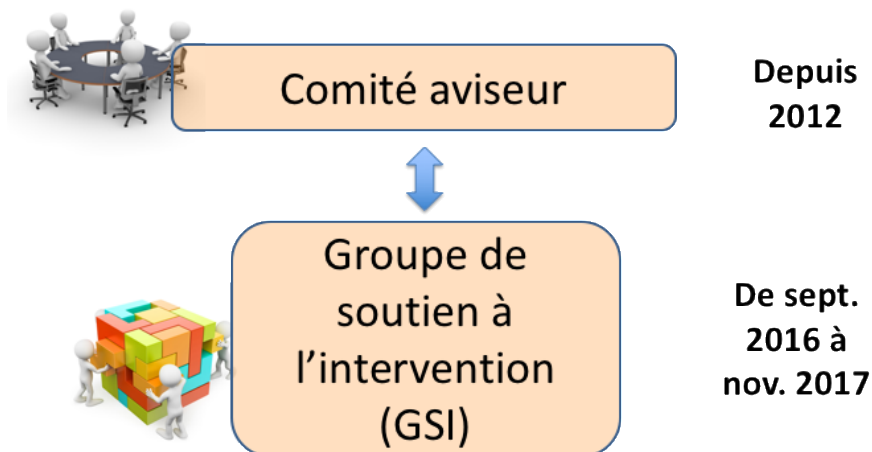 Comité aviseur
Depuis
2012
Groupe de
soutien à
l’intervention
(GSI)
De sept.
2016 à
nov. 2017